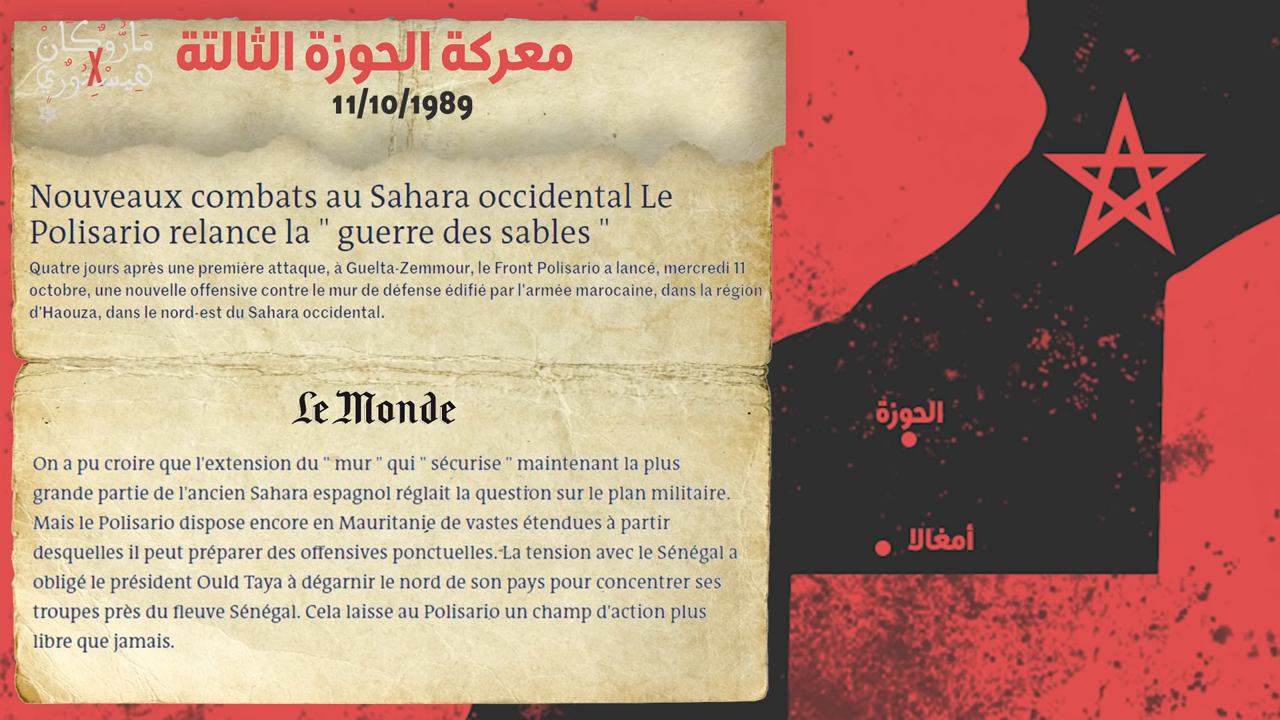 ماروكان
هيستوري
X
معركة الحوزة الثالتة
11/10/1989
Nouveaux combats au Sahara occidental Le
Polisario relance la " guerre des sables "
Quatre jours après une première attaque, à Guelta-Zemmour, le Front Polisario a lancé, mercredi 11
octobre, une nouvelle offensive contre le mur de défense édifié par l'armée marocaine, dans la région
d'Haouza, dans le nord-est du Sahara occidental.
Le Monde
On a pu croire que l'extension du " mur " qui " sécurise " maintenant la plus
grande partie de l'ancien Sahara espagnol réglait la question sur le plan militaire.
Mais le Polisario dispose encore en Mauritanie de vastes étendues à partir
desquelles il peut préparer des offensives ponctuelles. La tension avec le Sénégal a
obligé le président Ould Taya à dégarnir le nord de son pays pour concentrer ses
troupes près du fleuve Sénégal. Cela laisse au Polisario un champ d'action plus
libre que jamais.
الحوزة
أمغالا